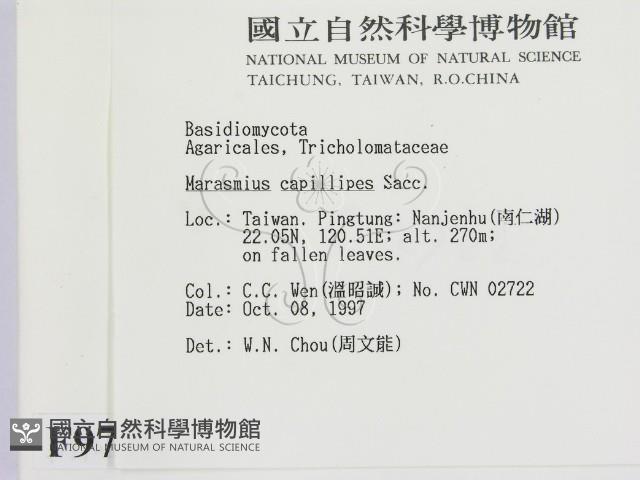 國立自然科學博物館
NATIONAL MUSEUM OF NATURAL SCIENCE
TAICHUNG, TAIWAN, R.O.CHINA
Basidiomycota
Agaricales, Tricholomataceae
Marasmius capillipes Sacc.
Loc.: Taiwan. Pingtung: Nanjenhu(南仁湖)
22.05N, 120.51E; alt. 270m;
on fallen leaves.
Col.: C.C. Wen(溫昭誠); No. CWN 02722
Date: Oct. 08, 1997
Det.: W.N. Chou(周文能)
國立自然科學博物館
NATIONAL MUSEUM OF NATURAL SCIENCE
F97